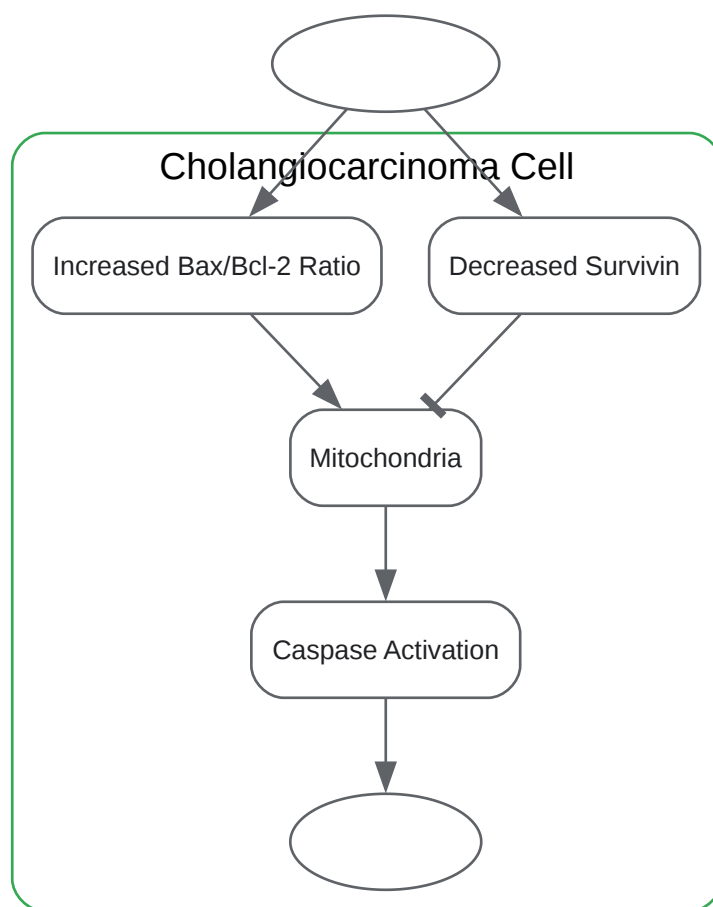 Cholangiocarcinoma Cell
Increased Bax/Bcl-2 Ratio
Decreased Survivin
Mitochondria
Caspase Activation